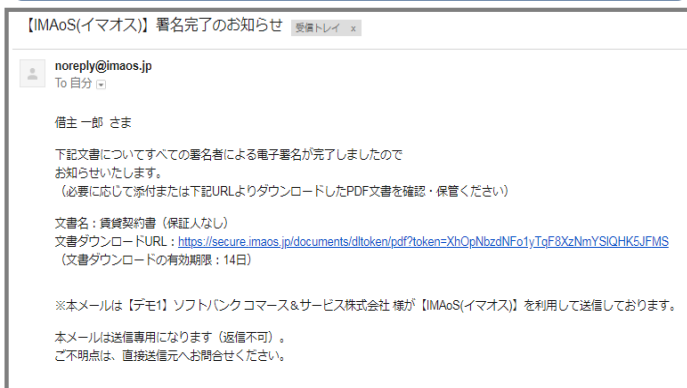 【IMAoS(イマオス)】署名完了のお知らせ 受信トレイ x
noreply@imaos.jp
To 自分
借主 一郎 さま
下記文書についてすべての署名者による電子署名が完了しましたので
お知らせいたします。
（必要に応じて添付または下記URLよりダウンロードしたPDF文書を確認・保管ください）
文書名：賃貸契約書（保証人なし）
文書ダウンロードURL：https://secure.imaos.jp/documents/dltoken/pdf?token=XhOpNbzdNFo1yTqF8XzNmYSlQHK5JFMS
（文書ダウンロードの有効期限：14日）
※本メールは【デモ1】ソフトバンク コマース＆サービス株式会社 様が【IMAoS(イマオス)】を利用して送信しております。
本メールは送信専用になります（返信不可）。
ご不明点は、直接送信元へお問合せください。